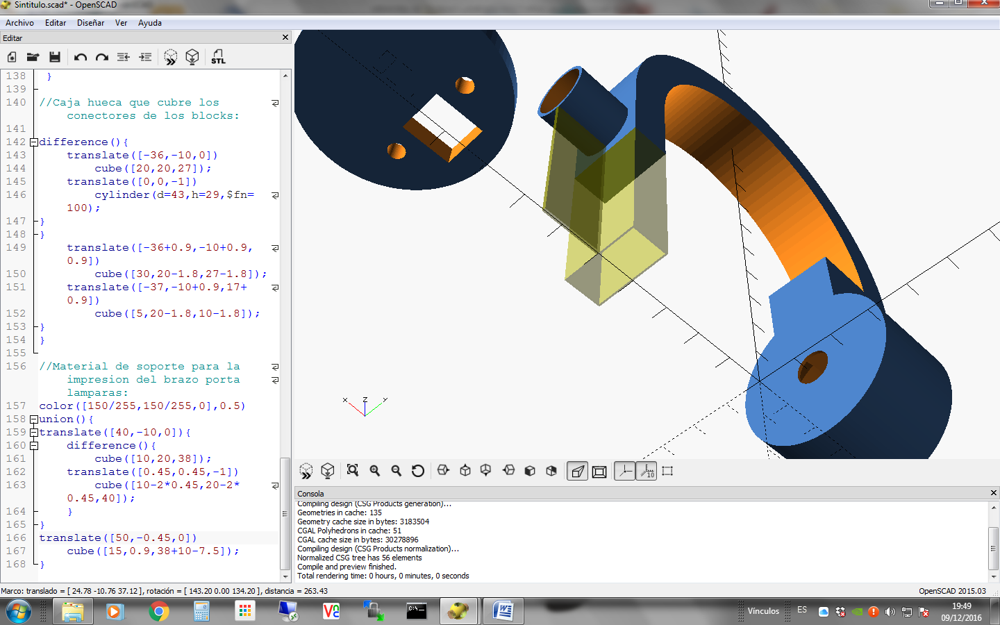 Sintitulo.scad* - OpenSCAD
Archivo Editar Diseñar Ver Ayuda
Editar
STL
138 }
139
140 //Caja hueca que cubre los
conectores de los blocks:
141
142 difference(){
143 translate([-36,-10,0])
144 cube([20,20,27]);
145 translate([0,0,-1])
146 cylinder(d=43,h=29,$fn=
100);
147 }
148 }
149 translate([-36+0.9,-10+0.9,
0.9])
150 cube([30,20-1.8,27-1.8]);
151 translate([-37,-10+0.9,17+
0.9])
152 cube([5,20-1.8,10-1.8]);
153 }
154 }
155
156 //Material de soporte para la
impresion del brazo porta
lamparas:
157 color([150/255,150/255,0],0.5)
158 union(){
159 translate([40,-10,0]){
160 difference(){
161 cube([10,20,38]);
162 translate([0.45,0.45,-1])
163 cube([10-2*0.45,20-2*
0.45,40]);
164 }
165 }
166 translate([50,-0.45,0])
167 cube([15,0.9,38+10-7.5]);
168 }
x z y
10
Consola
Compiling design (CSG Products generation)...
Geometries in cache: 135
Geometry cache size in bytes: 3183504
CGAL Polyhedrons in cache: 51
CGAL cache size in bytes: 30278896
Compiling design (CSG Products normalization)...
Normalized CSG tree has 56 elements
Compile and preview finished.
Total rendering time: 0 hours, 0 minutes, 0 seconds
Marco: translado = [ 24.78 -10.76 37.12 ], rotación = [ 143.20 0.00 134.20 ], distancia = 263.43
OpenSCAD 2015.03
C:\
Vínculos
ES
19:49
09/12/2016